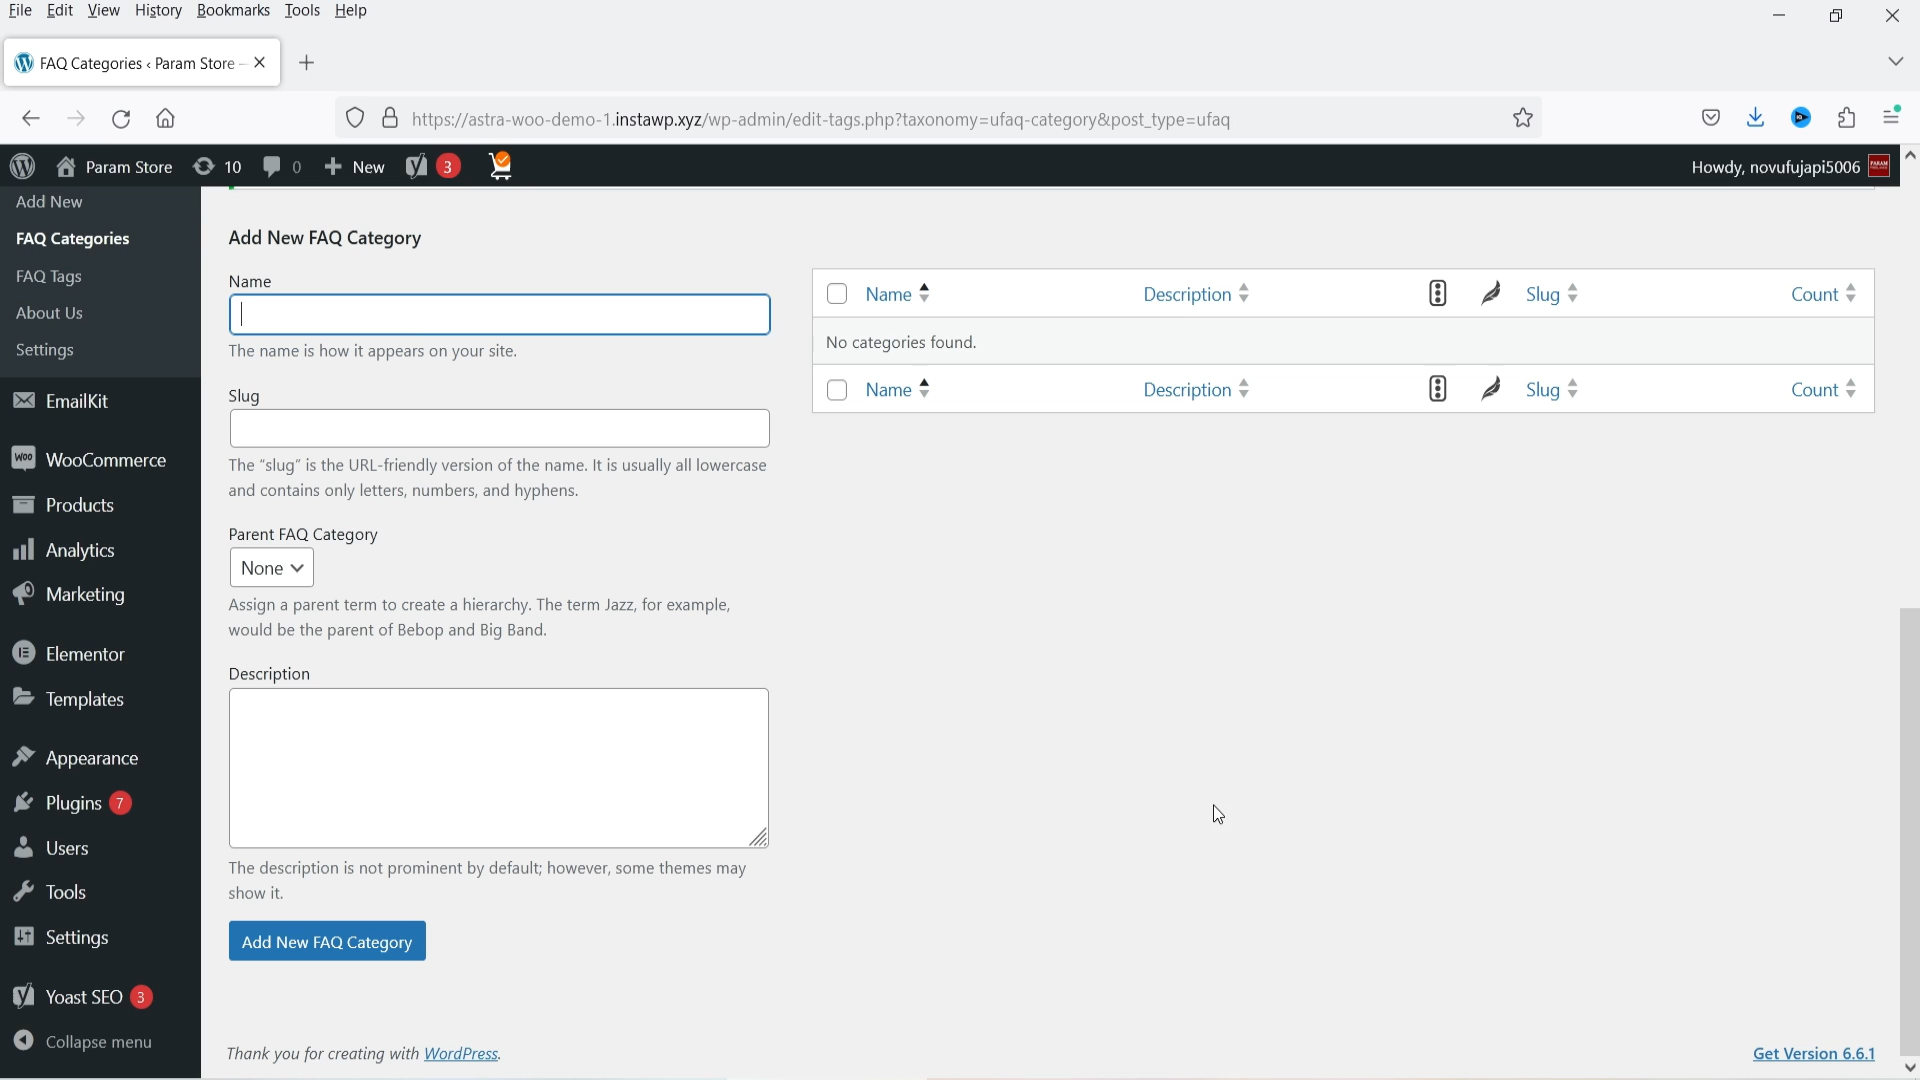 File Edit View History Bookmarks Tools Help
FAQ Categories ‹ Param Store –
https://astra-woo-demo-1.instawp.xyz/wp-admin/edit-tags.php?taxonomy=ufaq-category&post_type=ufaq
Param Store 10 0 New 3 Howdy, novufujapi5006
Add New
FAQ Categories
FAQ Tags
About Us
Settings
EmailKit
WooCommerce
Products
Analytics
Marketing
Elementor
Templates
Appearance
Plugins 7
Users
Tools
Settings
Yoast SEO 3
Collapse menu
Add New FAQ Category
Name
The name is how it appears on your site.
Slug
The “slug” is the URL-friendly version of the name. It is usually all lowercase
and contains only letters, numbers, and hyphens.
Parent FAQ Category
None
Assign a parent term to create a hierarchy. The term Jazz, for example,
would be the parent of Bebop and Big Band.
Description
The description is not prominent by default; however, some themes may
show it.
Add New FAQ Category
Name Description Slug Count
No categories found.
Name Description Slug Count
Thank you for creating with WordPress.
Get Version 6.6.1